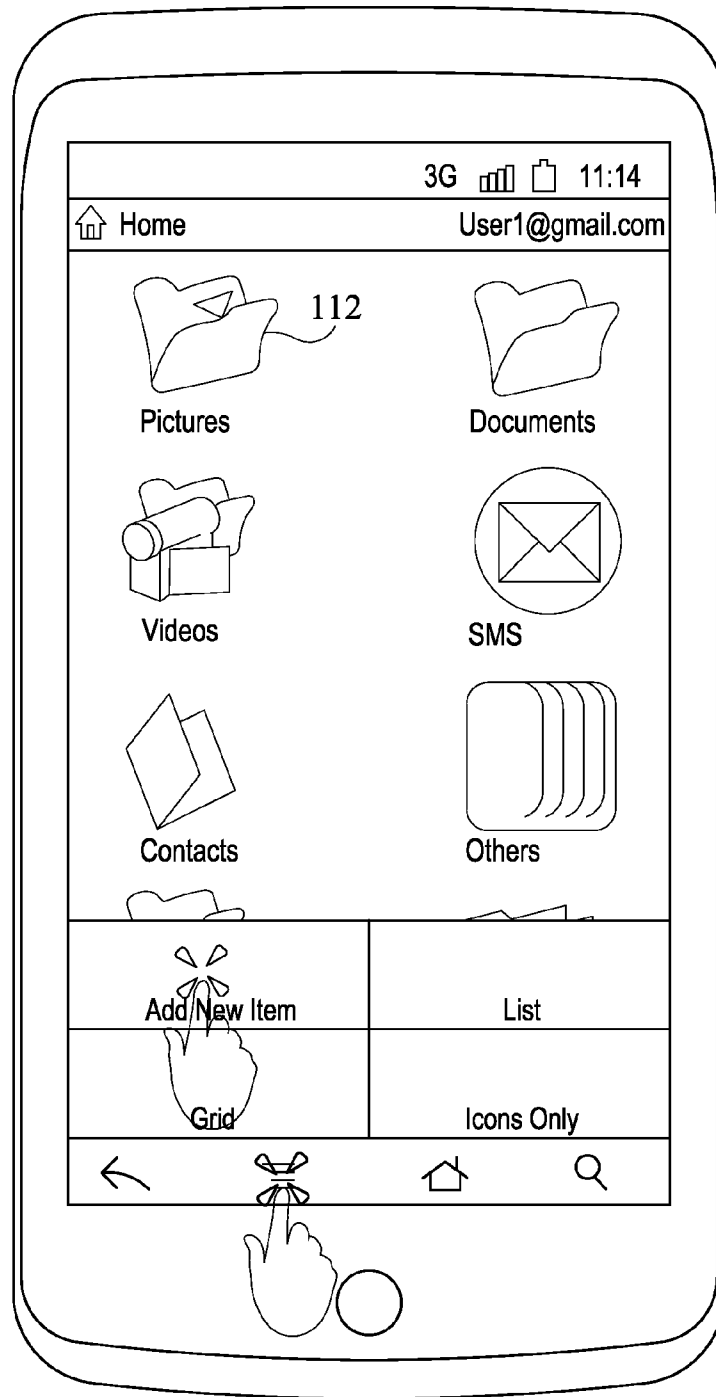 3G 11:14
Home User1@gmail.com
112
Pictures Documents
Videos SMS
Contacts Others
Add New Item List
Grid Icons Only